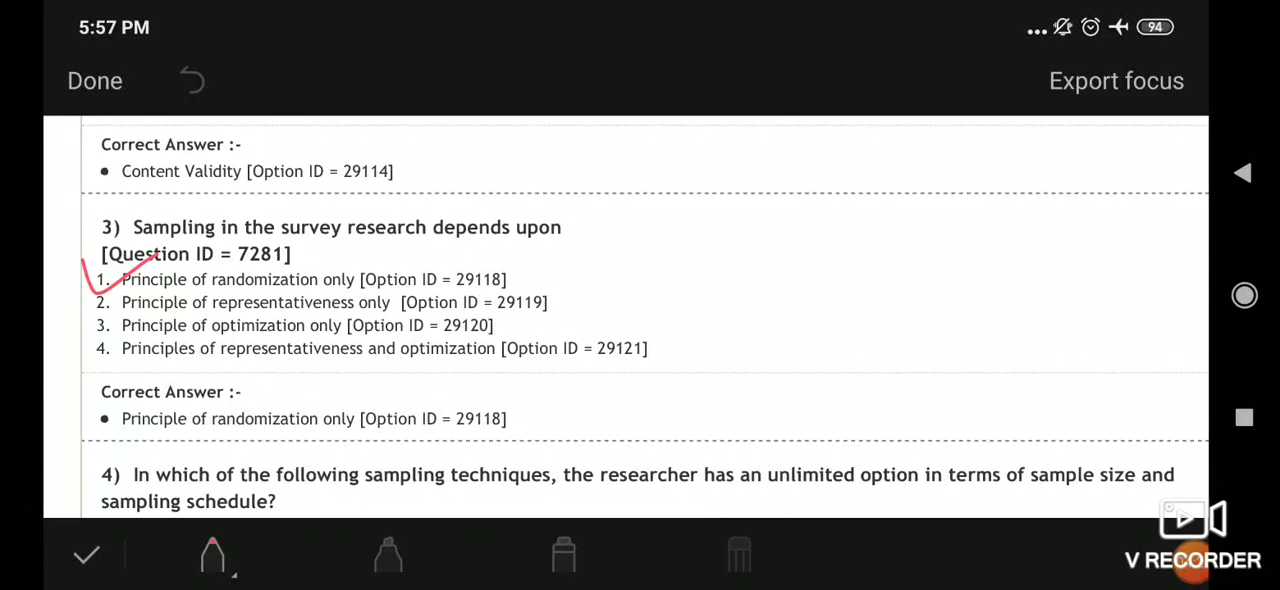 5:57 PM
94
Done
Export focus
Correct Answer :-
• Content Validity [Option ID = 29114]
3) Sampling in the survey research depends upon
[Question ID = 7281]
1. Principle of randomization only [Option ID = 29118]
2. Principle of representativeness only [Option ID = 29119]
3. Principle of optimization only [Option ID = 29120]
4. Principles of representativeness and optimization [Option ID = 29121]
Correct Answer :-
• Principle of randomization only [Option ID = 29118]
4) In which of the following sampling techniques, the researcher has an unlimited option in terms of sample size and
sampling schedule?
V RECORDER